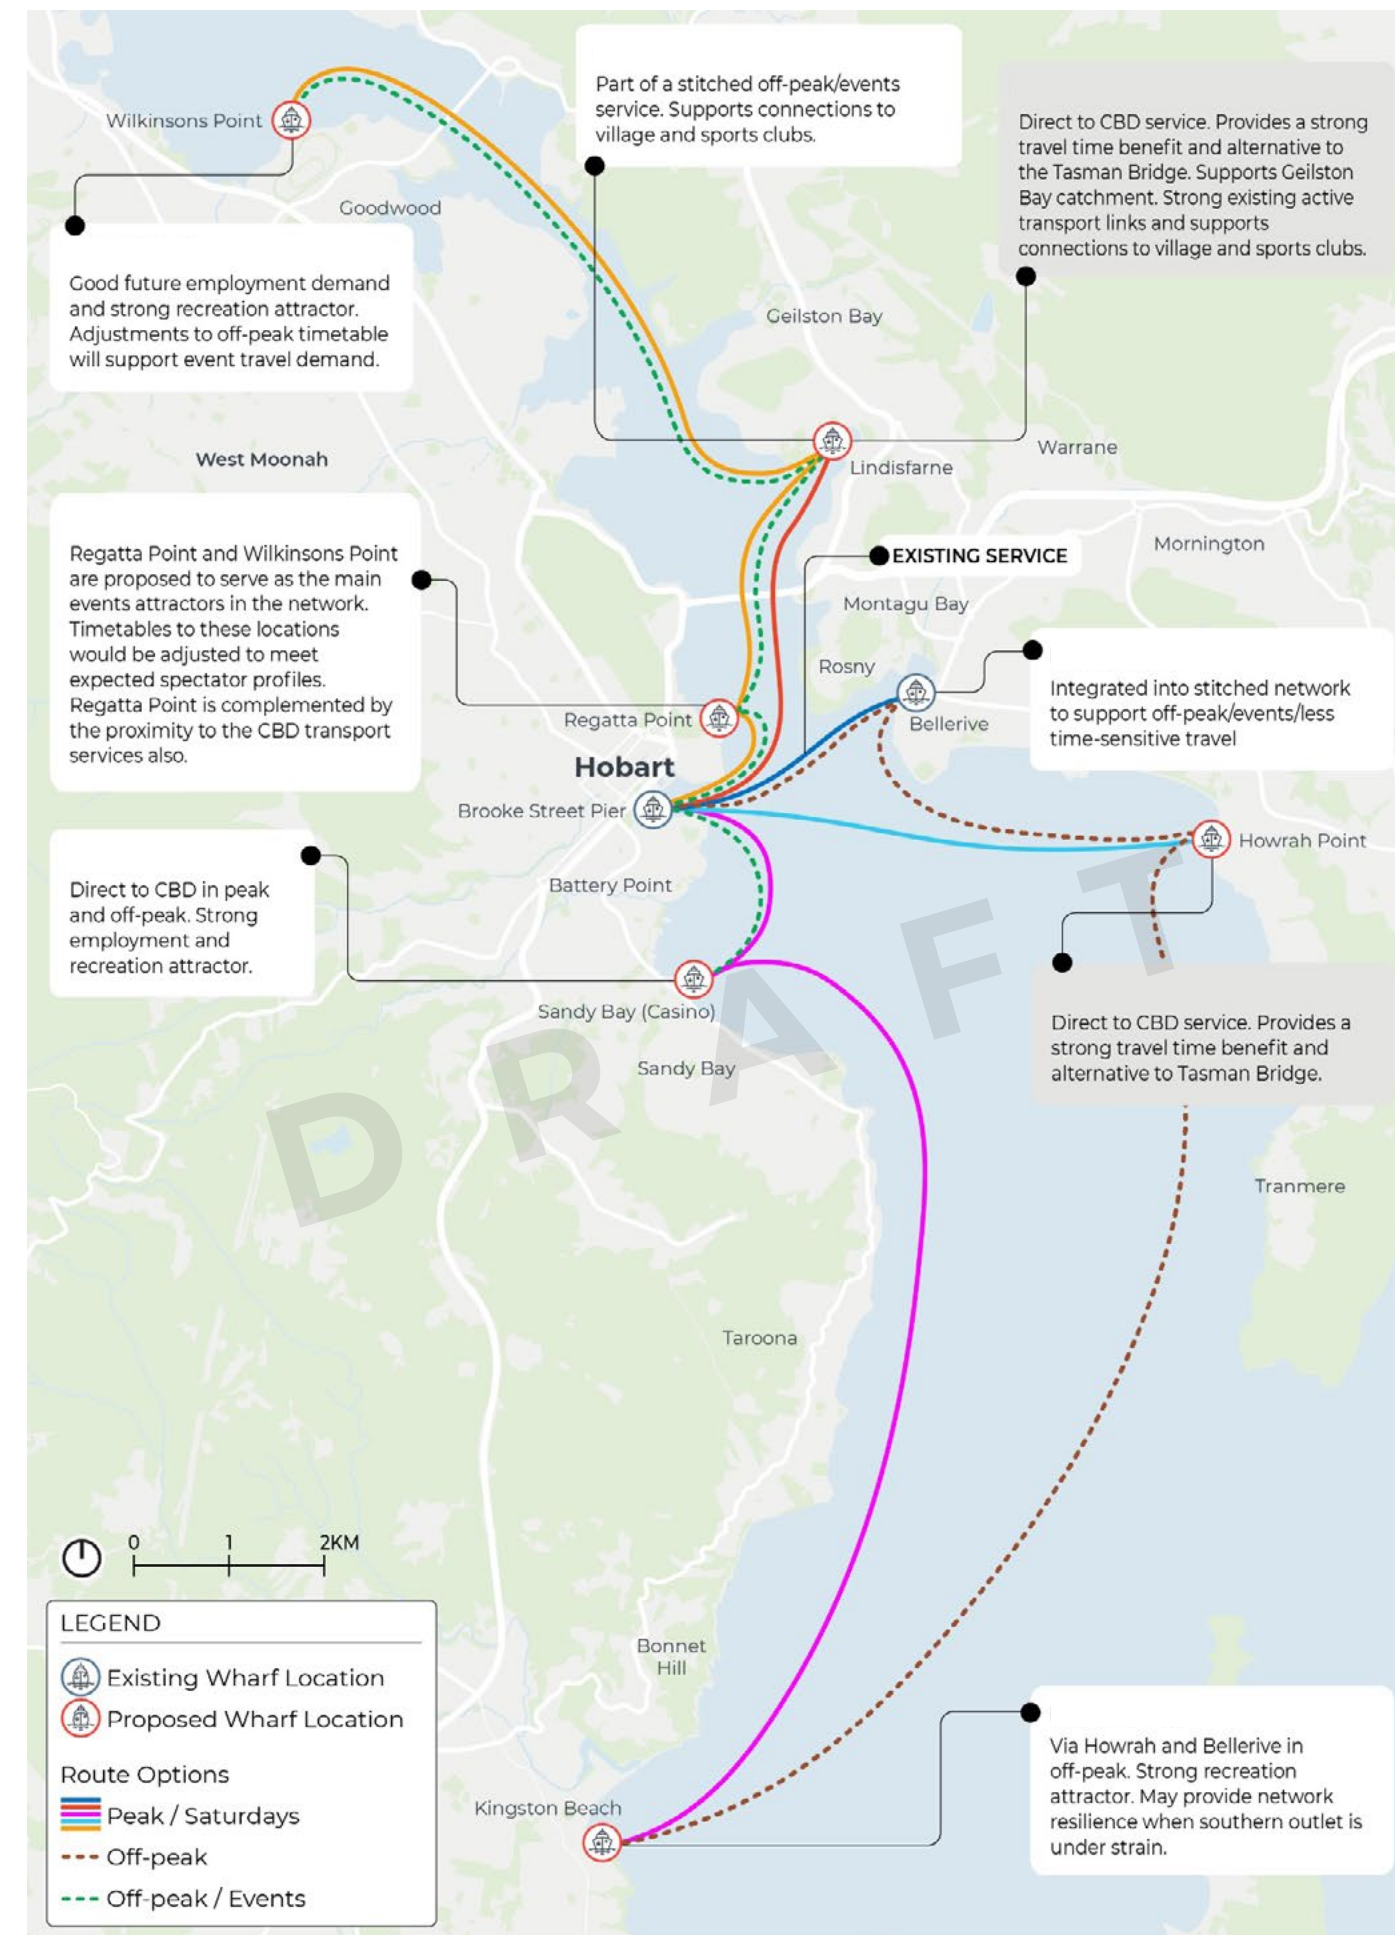 Part of a stitched off-peak/events
service. Supports connections to
village and sports clubs.
Direct to CBD service. Provides a strong
travel time benefit and alternative to
the Tasman Bridge. Supports Geilston
Bay catchment. Strong existing active
transport links and supports
connections to village and sports clubs.
Wilkinsons Point
Goodwood
Good future employment demand
and strong recreation attractor.
Adjustments to off-peak timetable
will support event travel demand.
Geilston Bay
West Moonah
Warrane
Lindisfarne
Regatta Point and Wilkinsons Point
are proposed to serve as the main
events attractors in the network.
Timetables to these locations
would be adjusted to meet
expected spectator profiles.
Regatta Point is complemented by
the proximity to the CBD transport
services also.
EXISTING SERVICE
Mornington
Montagu Bay
Rosny
Bellerive
Integrated into stitched network
to support off-peak/events/less
time-sensitive travel
Regatta Point
Hobart
Brooke Street Pier
Howrah Point
Battery Point
Direct to CBD in peak
and off-peak. Strong
employment and
recreation attractor.
Sandy Bay (Casino)
Sandy Bay
Direct to CBD service. Provides a
strong travel time benefit and
alternative to Tasman Bridge.
DRAFT
Tranmere
Taroona
0 1 2KM
Bonnet
Hill
Kingston Beach
Via Howrah and Bellerive in
off-peak. Strong recreation
attractor. May provide network
resilience when southern outlet is
under strain.
LEGEND
Existing Wharf Location
Proposed Wharf Location
Route Options
Peak / Saturdays
Off-peak
Off-peak / Events